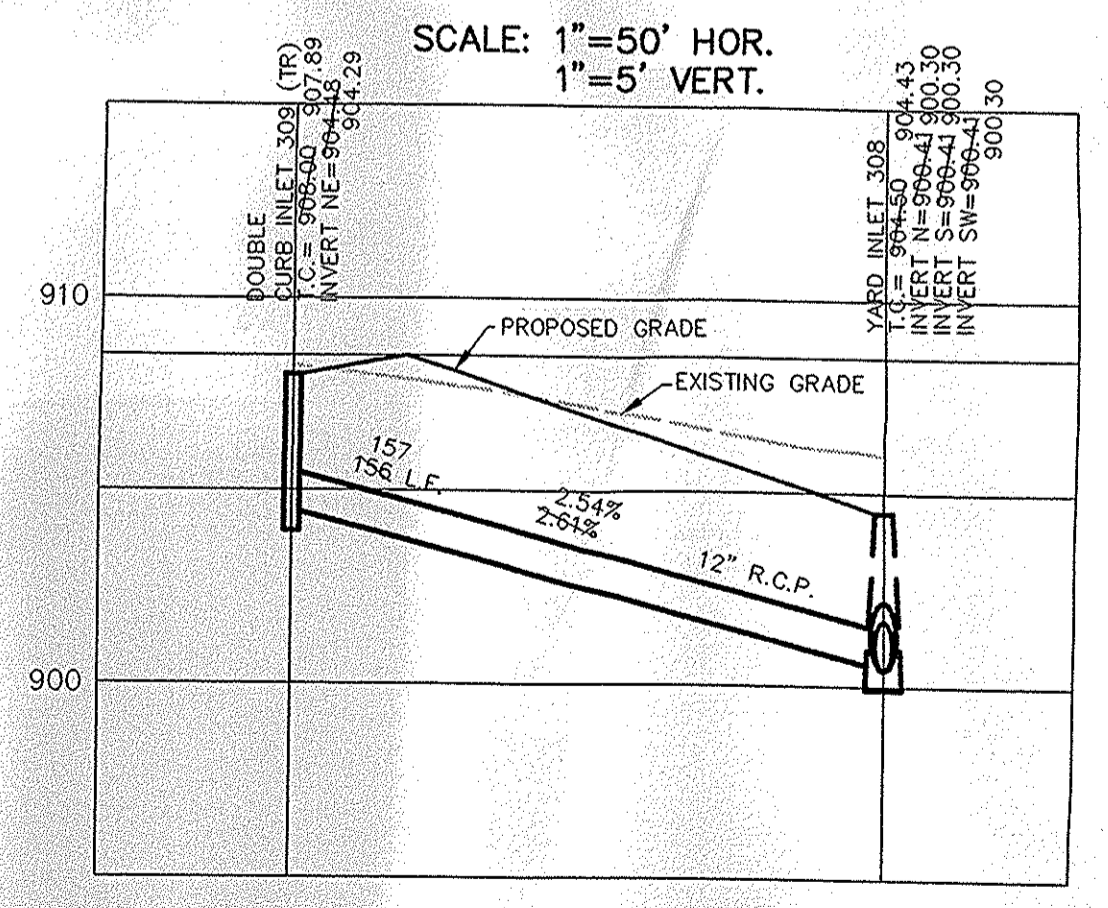 SCALE: 1"=50' HOR.
1"=5' VERT.
DOUBLE
CURB INLET 309 (TR)
T.C.= 908.00 907.89
INVERT NE=904.48
904.29
YARD INLET 308
T.C.= 904.50 904.43
INVERT N=900.41 900.30
INVERT S=900.41 900.30
INVERT SW=900.41
900.30
910
PROPOSED GRADE
EXISTING GRADE
157
156 L.F.
2.54%
2.61%
12" R.C.P.
900